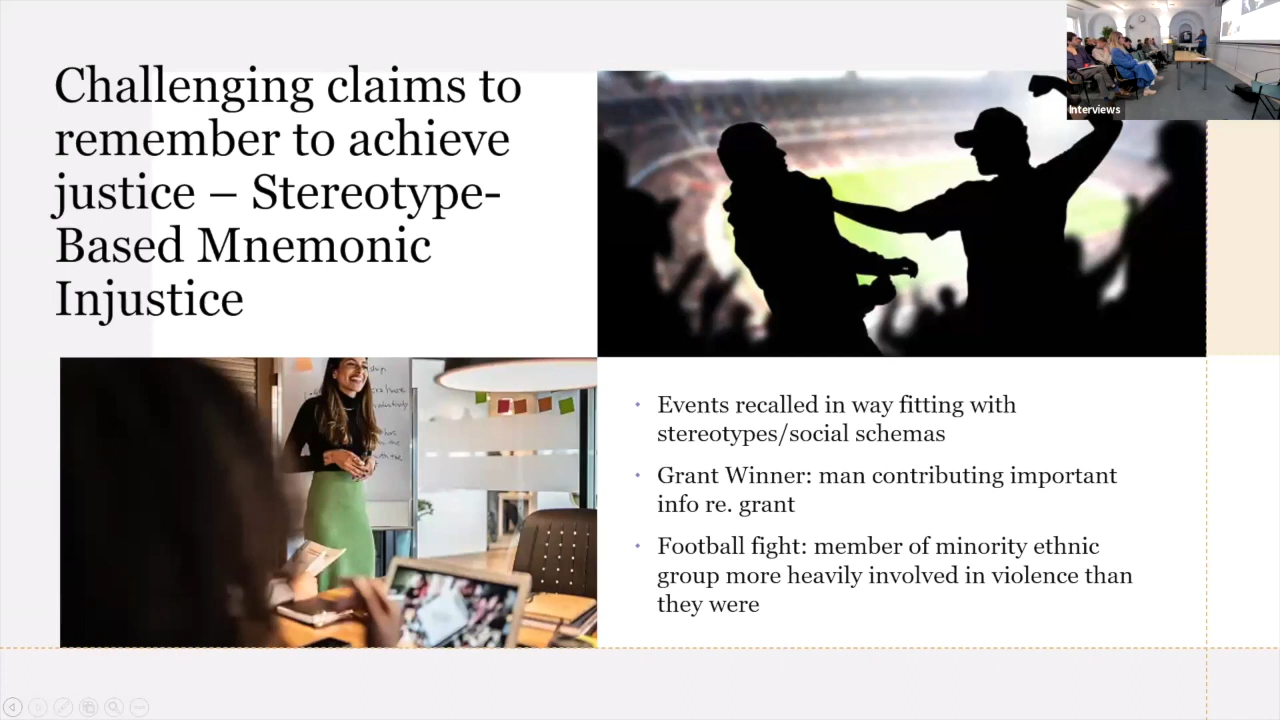 Challenging claims to
remember to achieve
justice – Stereotype-
Based Mnemonic
Injustice
Interviews
• Events recalled in way fitting with
stereotypes/social schemas
• Grant Winner: man contributing important
info re. grant
• Football fight: member of minority ethnic
group more heavily involved in violence than
they were